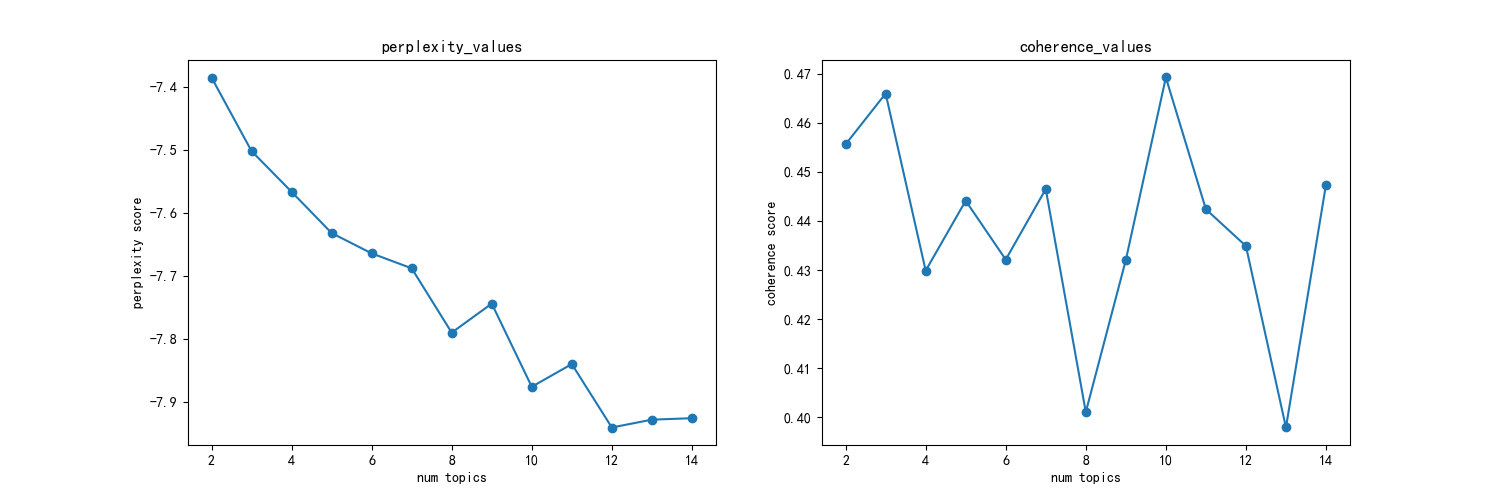 perplexity_values
perplexity score
-7.4
-7.5
-7.6
-7.7
-7.8
-7.9
2 4 6 8 10 12 14
num topics
coherence_values
coherence score
0.47
0.46
0.45
0.44
0.43
0.42
0.41
0.40
2 4 6 8 10 12 14
num topics